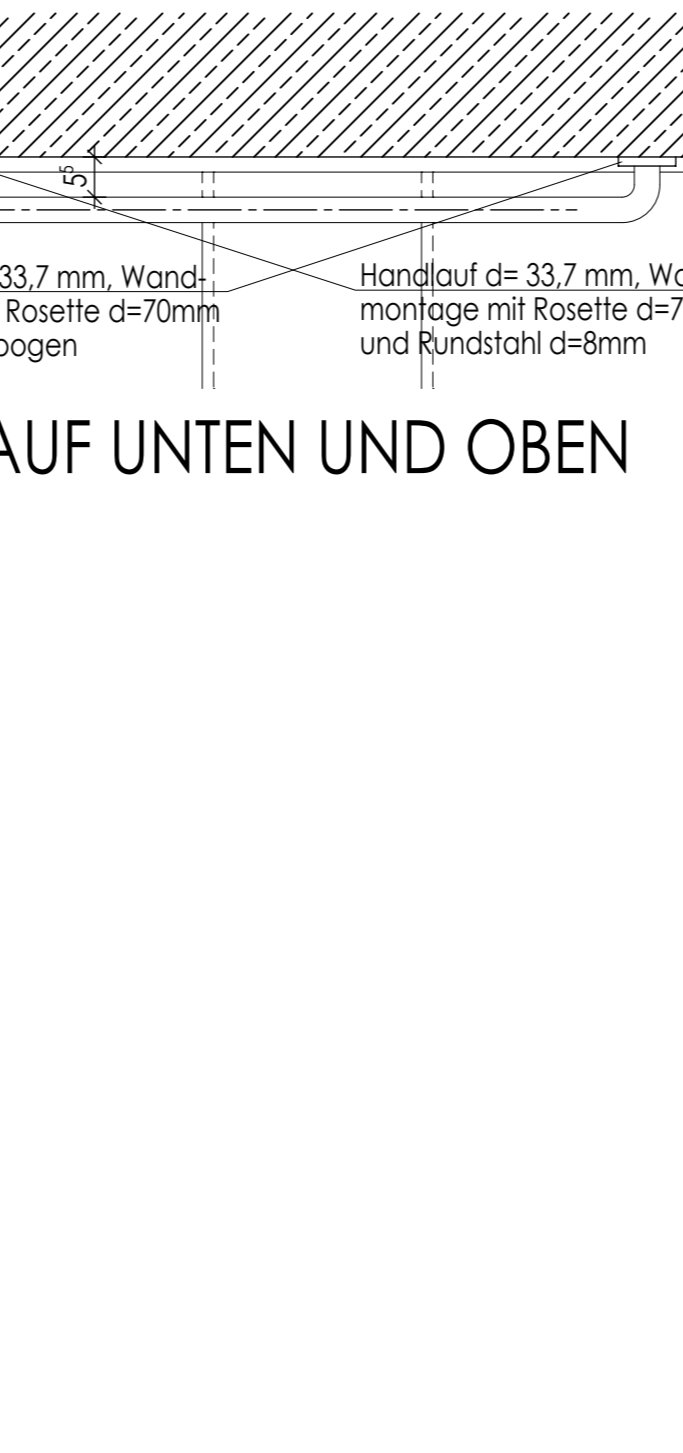 5⁵
33,7 mm, Wand-
Rosette d=70mm
bogen
Handlauf d= 33,7 mm, Wa
montage mit Rosette d=7
und Rundstahl d=8mm
AUF UNTEN UND OBEN